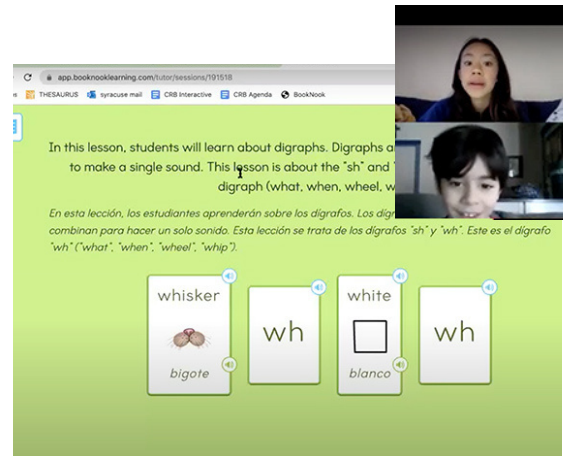 app.booknooklearning.com/tutor/sessions/191518
THESAURUS syracuse mail CRB Interactive CRB Agenda BookNook
In this lesson, students will learn about digraphs. Digraphs
to make a single sound. This lesson is about the "sh" and
digraph (what, when, wheel,
En esta lección, los estudiantes aprenderán sobre los dígrafos. Los
combinan para hacer un solo sonido. Esta lección se trata de los dígrafos "sh" y "wh". Este es el dígrafo
"wh" ("what", "when", "wheel", "whip").
whisker
bigote
wh
white
blanco
wh